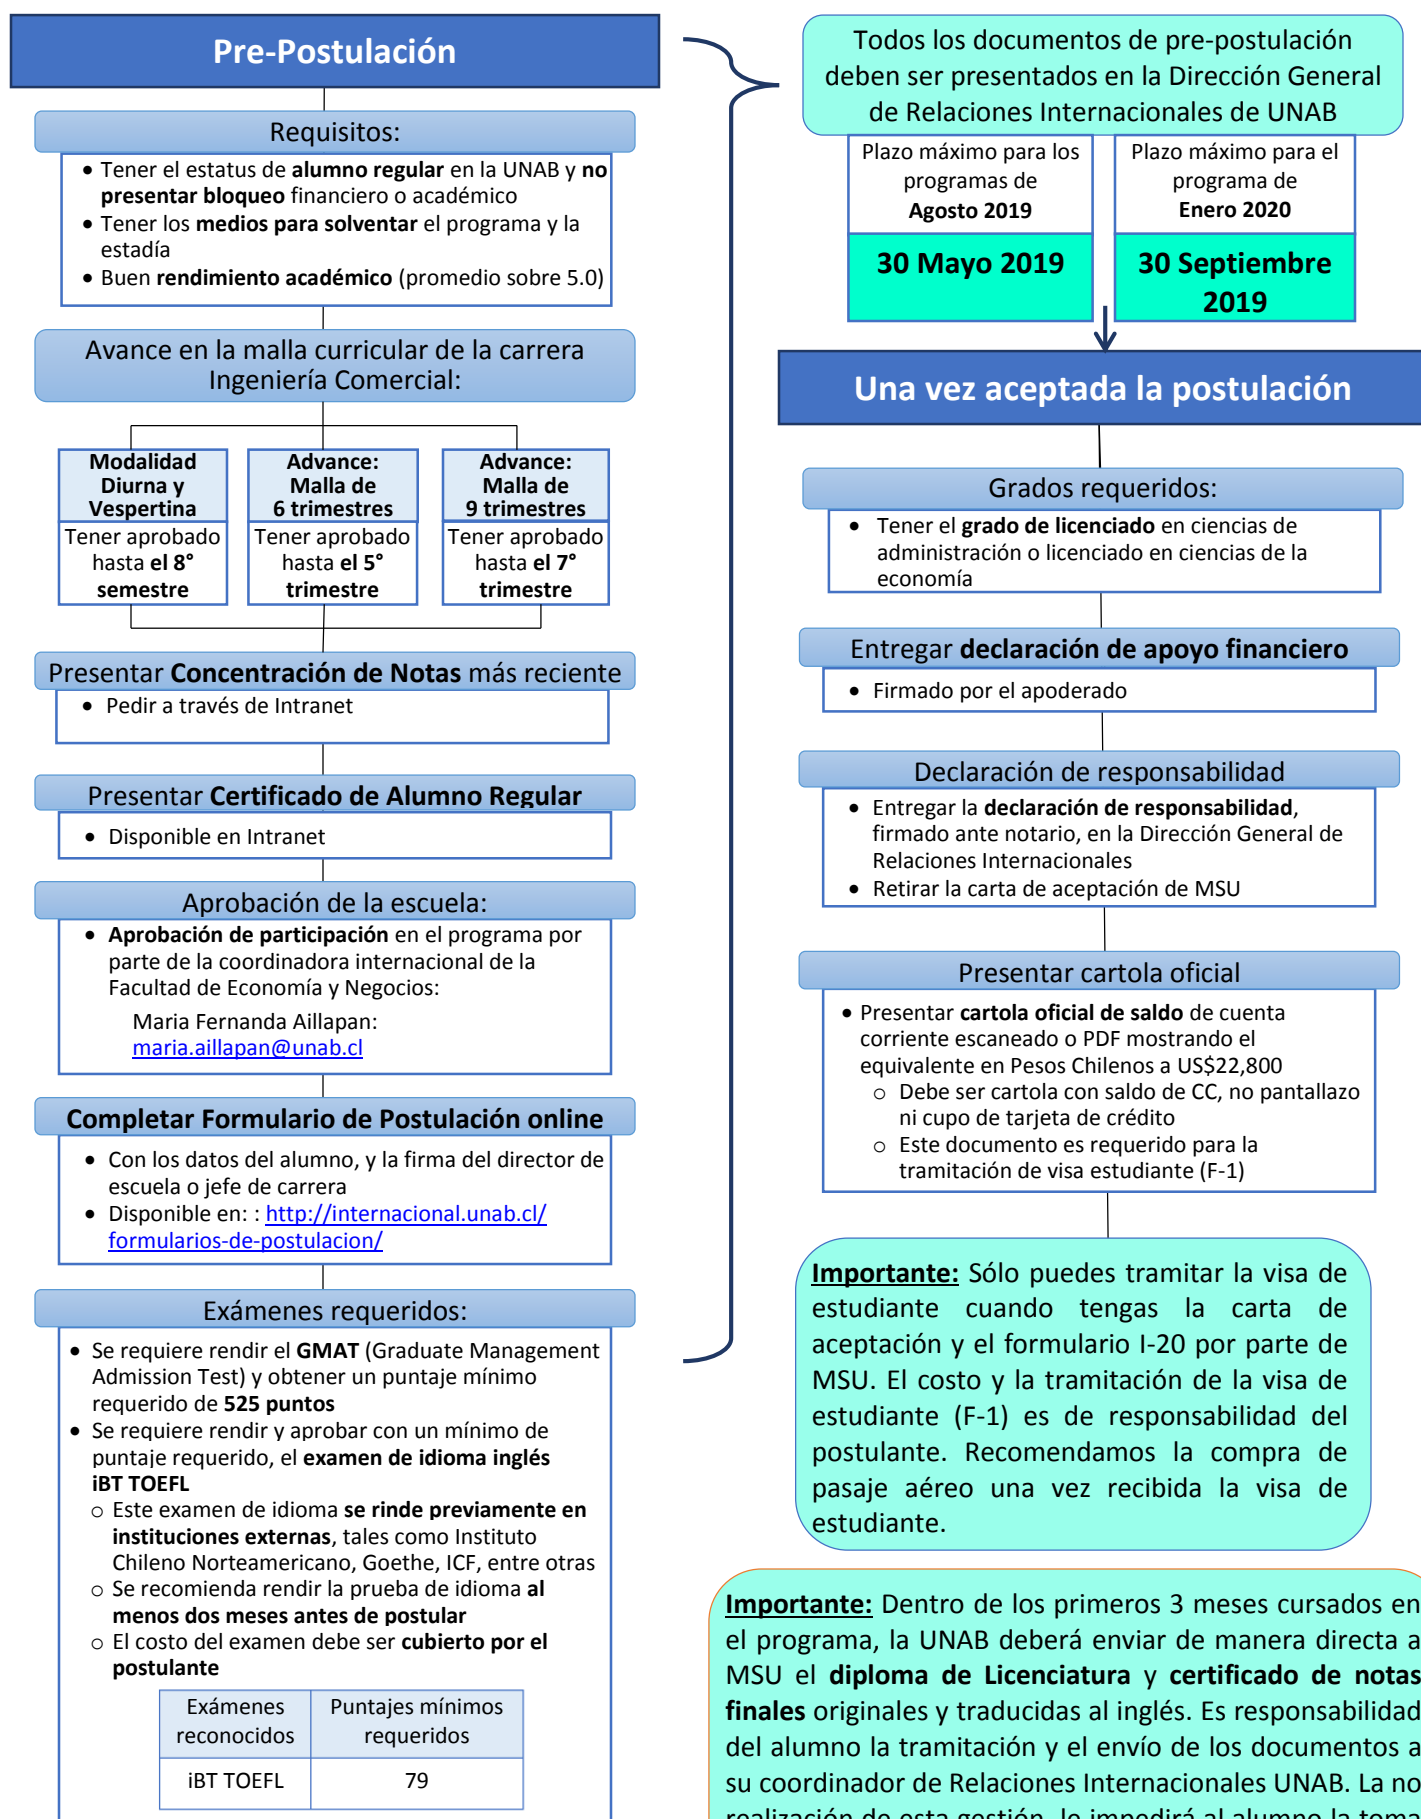 Pre-Postulación
Requisitos:
• Tener el estatus de alumno regular en la UNAB y no
presentar bloqueo financiero o académico
• Tener los medios para solventar el programa y la
estadía
• Buen rendimiento académico (promedio sobre 5.0)
Avance en la malla curricular de la carrera
Ingeniería Comercial:
Modalidad
Diurna y
Vespertina
Tener aprobado
hasta el 8°
semestre
Advance:
Malla de
6 trimestres
Tener aprobado
hasta el 5°
trimestre
Advance:
Malla de
9 trimestres
Tener aprobado
hasta el 7°
trimestre
Presentar Concentración de Notas más reciente
• Pedir a través de Intranet
Presentar Certificado de Alumno Regular
• Disponible en Intranet
Aprobación de la escuela:
• Aprobación de participación en el programa por
parte de la coordinadora internacional de la
Facultad de Economía y Negocios:
Maria Fernanda Aillapan:
maria.aillapan@unab.cl
Completar Formulario de Postulación online
• Con los datos del alumno, y la firma del director de
escuela o jefe de carrera
• Disponible en: : http://internacional.unab.cl/
formularios-de-postulacion/
Exámenes requeridos:
• Se requiere rendir el GMAT (Graduate Management
Admission Test) y obtener un puntaje mínimo
requerido de 525 puntos
• Se requiere rendir y aprobar con un mínimo de
puntaje requerido, el examen de idioma inglés
iBT TOEFL
o Este examen de idioma se rinde previamente en
instituciones externas, tales como Instituto
Chileno Norteamericano, Goethe, ICF, entre otras
o Se recomienda rendir la prueba de idioma al
menos dos meses antes de postular
o El costo del examen debe ser cubierto por el
postulante
Exámenes
reconocidos
Puntajes mínimos
requeridos
iBT TOEFL
79
Todos los documentos de pre-postulación
deben ser presentados en la Dirección General
de Relaciones Internacionales de UNAB
Plazo máximo para los
programas de
Agosto 2019
30 Mayo 2019
Plazo máximo para el
programa de
Enero 2020
30 Septiembre
2019
Una vez aceptada la postulación
Grados requeridos:
• Tener el grado de licenciado en ciencias de
administración o licenciado en ciencias de la
economía
Entregar declaración de apoyo financiero
• Firmado por el apoderado
Declaración de responsabilidad
• Entregar la declaración de responsabilidad,
firmado ante notario, en la Dirección General de
Relaciones Internacionales
• Retirar la carta de aceptación de MSU
Presentar cartola oficial
• Presentar cartola oficial de saldo de cuenta
corriente escaneado o PDF mostrando el
equivalente en Pesos Chilenos a US$22,800
o Debe ser cartola con saldo de CC, no pantallazo
ni cupo de tarjeta de crédito
o Este documento es requerido para la
tramitación de visa estudiante (F-1)
Importante: Sólo puedes tramitar la visa de
estudiante cuando tengas la carta de
aceptación y el formulario I-20 por parte de
MSU. El costo y la tramitación de la visa de
estudiante (F-1) es de responsabilidad del
postulante. Recomendamos la compra de
pasaje aéreo una vez recibida la visa de
estudiante.
Importante: Dentro de los primeros 3 meses cursados en
el programa, la UNAB deberá enviar de manera directa a
MSU el diploma de Licenciatura y certificado de notas
finales originales y traducidas al inglés. Es responsabilidad
del alumno la tramitación y el envío de los documentos a
su coordinador de Relaciones Internacionales UNAB. La no
realización de esta gestión, le impedirá al alumno la toma